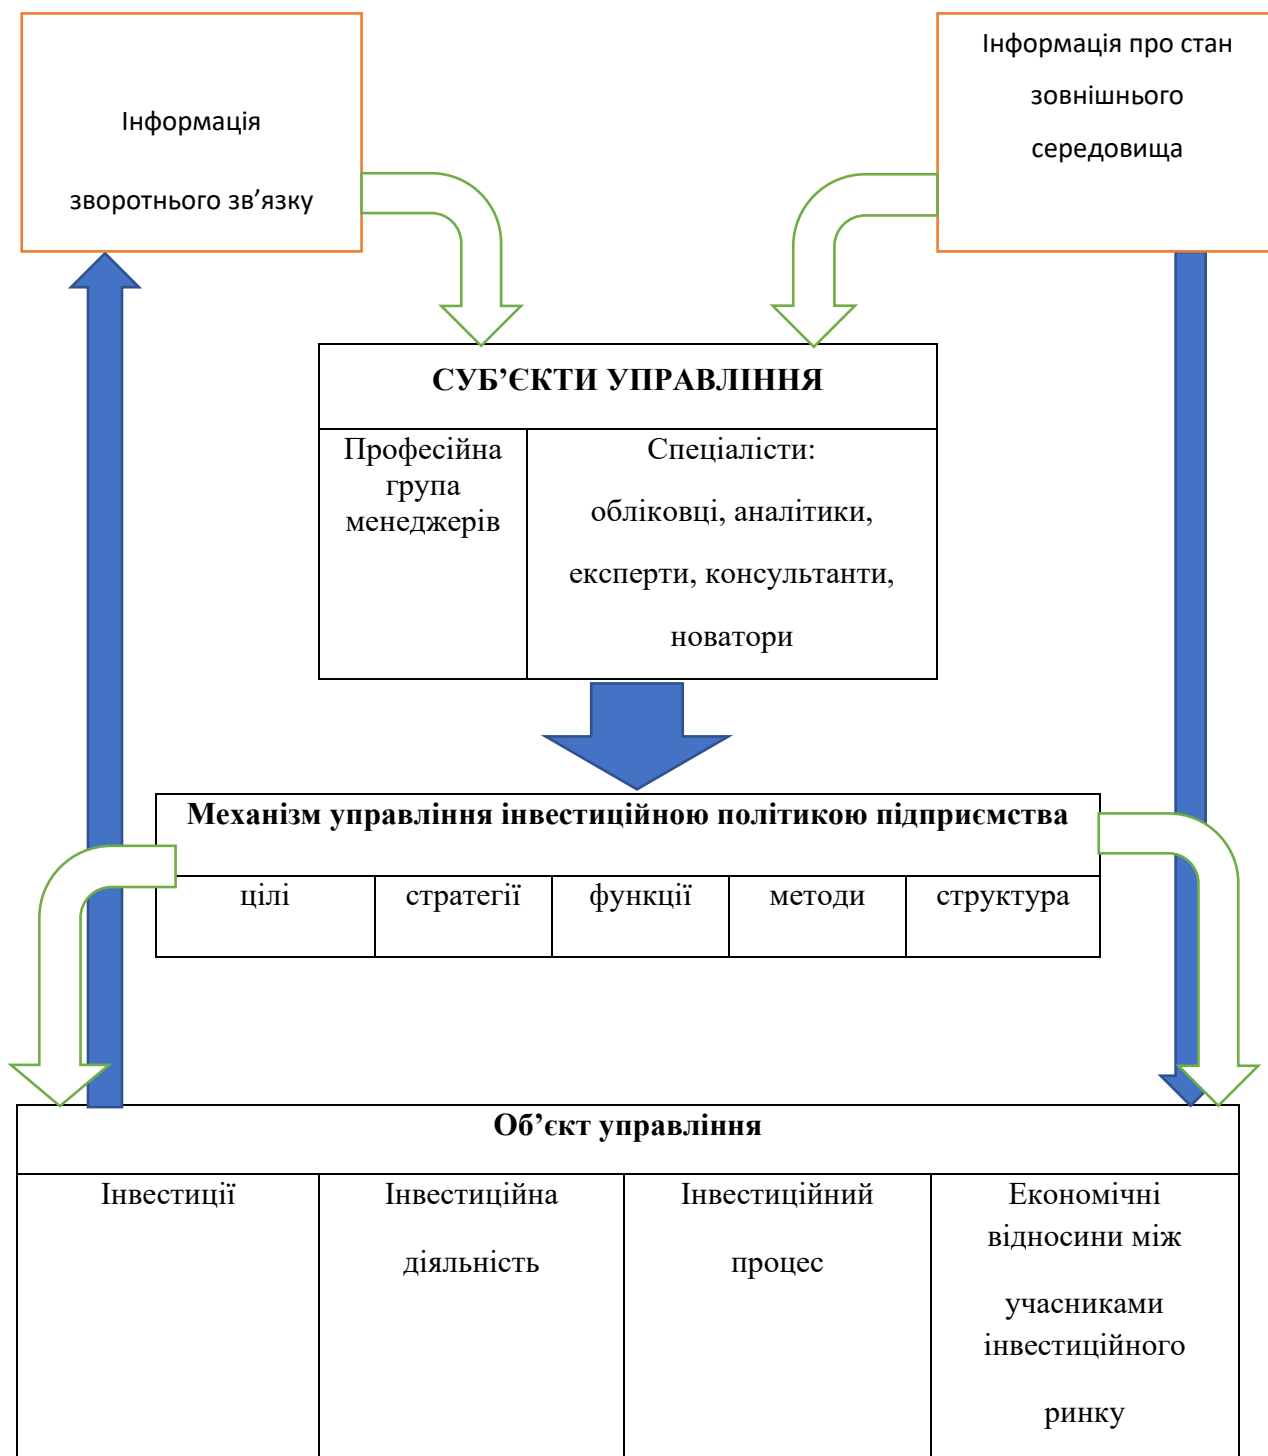 Інформація
зворотнього зв’язку
Інформація про стан
зовнішнього
середовища
СУБ’ЄКТИ УПРАВЛІННЯ
Професійна
група
менеджерів
Спеціалісти:
обліковці, аналітики,
експерти, консультанти,
новатори
Механізм управління інвестиційною політикою підприємства
цілі
стратегії
функції
методи
структура
Об’єкт управління
Інвестиції
Інвестиційна
діяльність
Інвестиційний
процес
Економічні
відносини між
учасниками
інвестиційного
ринку